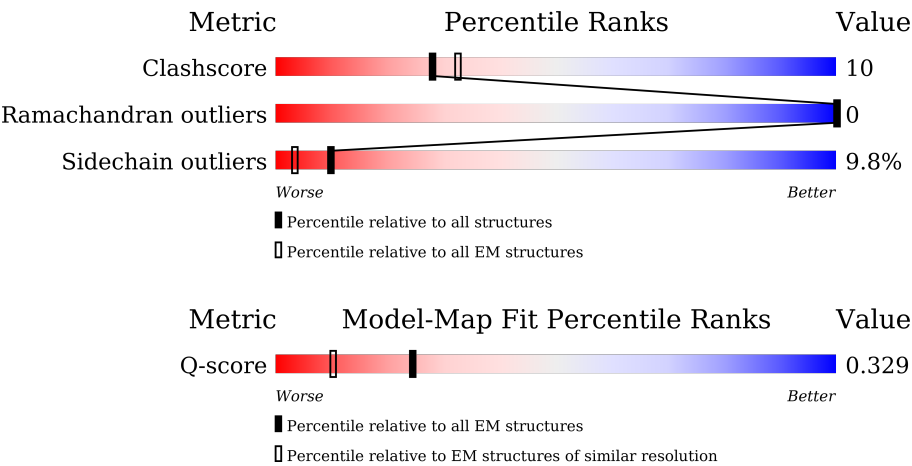 Metric Percentile Ranks Value
Clashscore 10
Ramachandran outliers 0
Sidechain outliers 9.8%
Worse Better
Percentile relative to all structures
Percentile relative to all EM structures
Metric Model-Map Fit Percentile Ranks Value
Q-score 0.329
Worse Better
Percentile relative to all EM structures
Percentile relative to EM structures of similar resolution